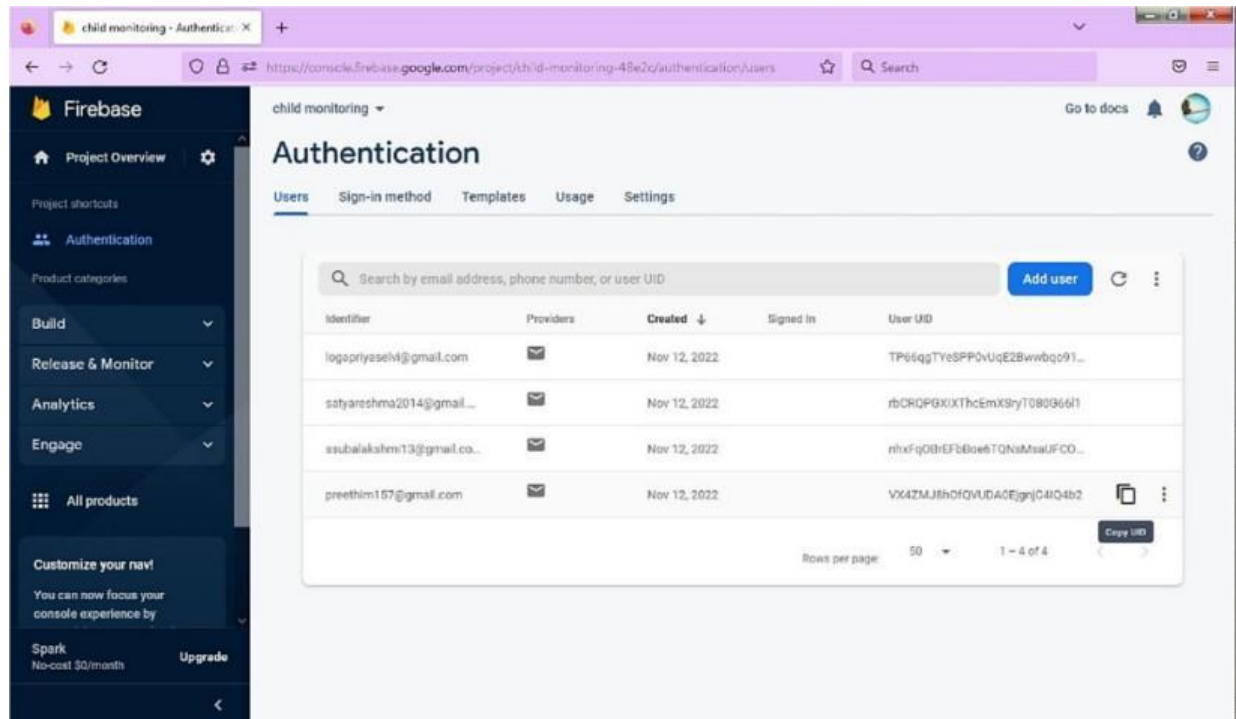 child monitoring - Authenticat
https://console.firebase.google.com/project/child-monitoring-48e2c/authentication/users
Search
Firebase
child monitoring
Go to docs
Project Overview
Authentication
Project shortcuts
Users Sign-in method Templates Usage Settings
Authentication
Product categories
Search by email address, phone number, or user UID
Add user
Build
Identifier Providers Created Signed In User UID
Release & Monitor
logapriyaselvi@gmail.com Nov 12, 2022
Analytics
satyareshma2014@gmail... Nov 12, 2022
Engage
ssubalakshmi13@gmail.co... Nov 12, 2022
All products
preethim157@gmail.com Nov 12, 2022
Copy UID
Rows per page: 50 1 – 4 of 4
Customize your nav!
You can now focus your
console experience by
Spark
No-cost $0/month
Upgrade